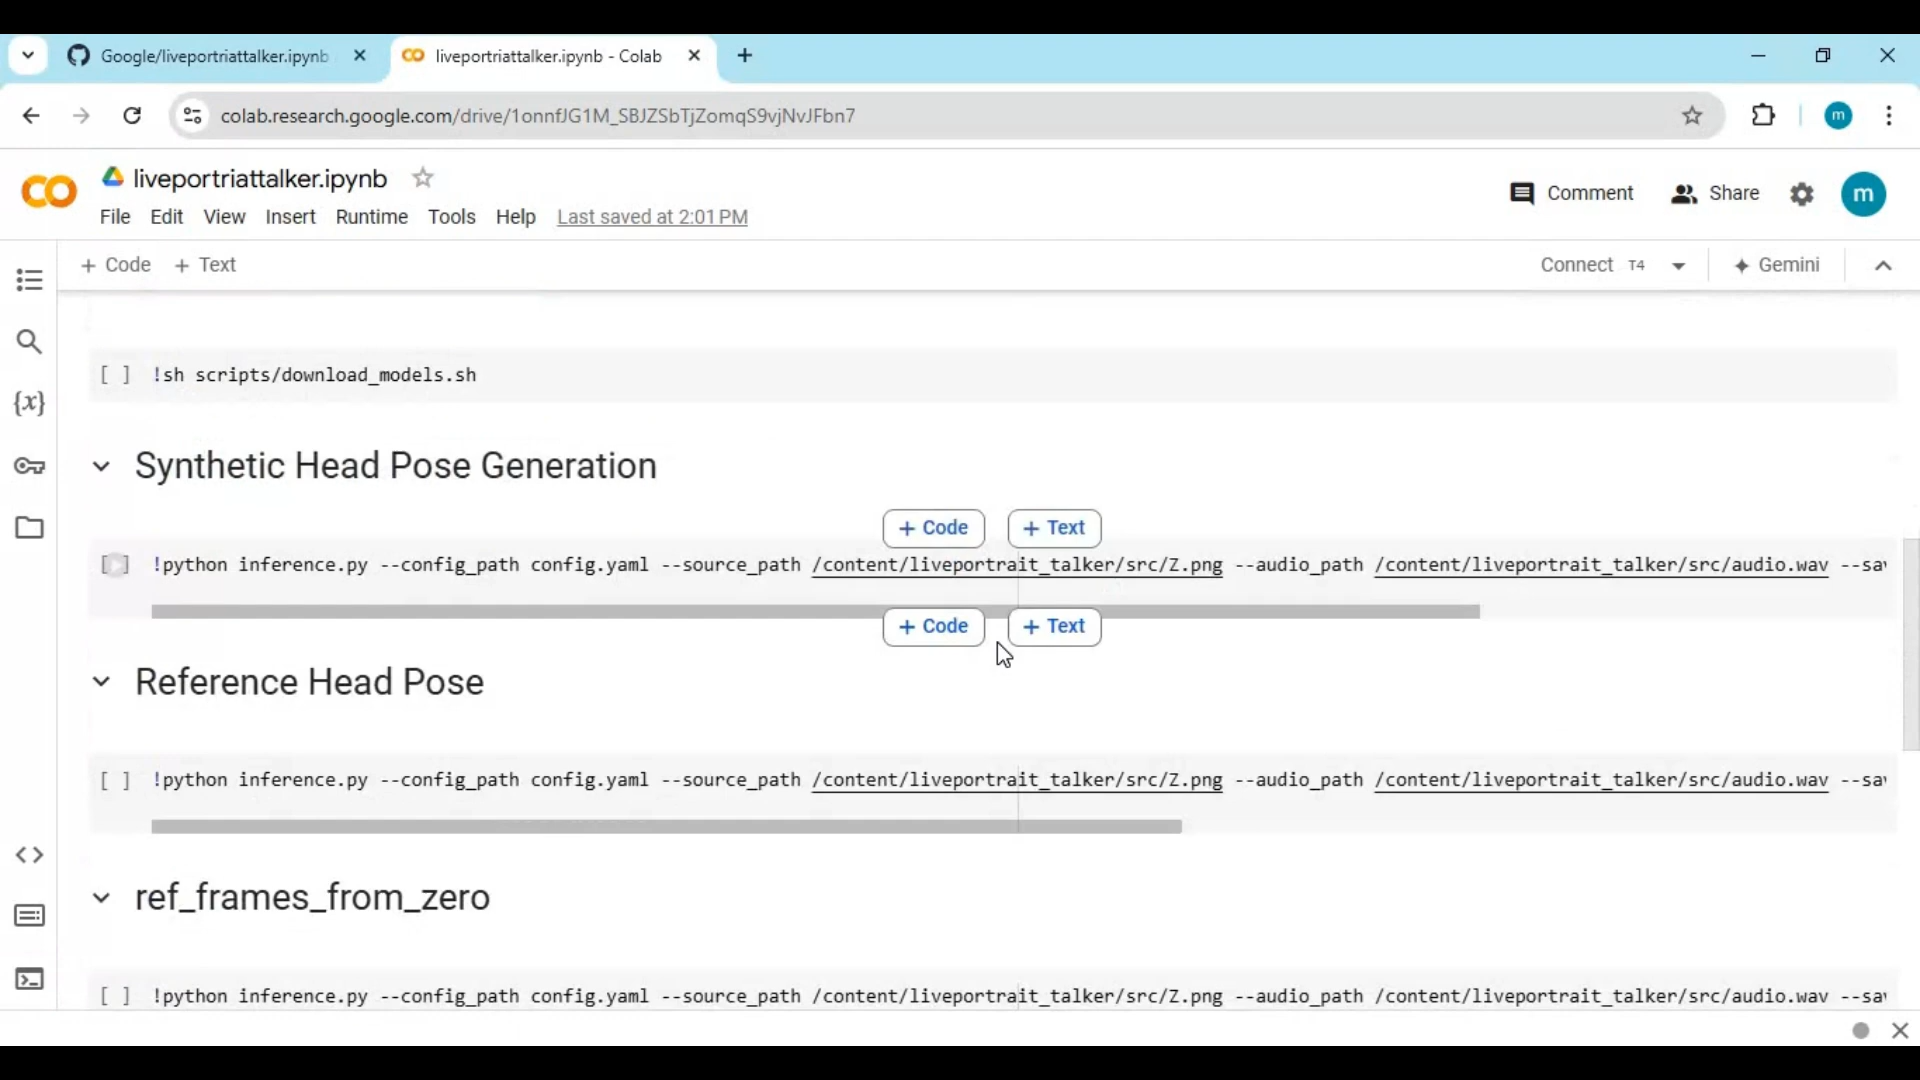 Google/liveportriattalker.ipynb
liveportriattalker.ipynb - Colab
colab.research.google.com/drive/1onnfJG1M_SBJZSbTjZomqS9vjNvJFbn7
m
liveportriattalker.ipynb
File Edit View Insert Runtime Tools Help Last saved at 2:01 PM
Comment Share m
+ Code + Text
Connect T4 Gemini
[ ] !sh scripts/download_models.sh
Synthetic Head Pose Generation
+ Code + Text
[ ] !python inference.py --config_path config.yaml --source_path /content/liveportrait_talker/src/Z.png --audio_path /content/liveportrait_talker/src/audio.wav --sav
+ Code + Text
Reference Head Pose
[ ] !python inference.py --config_path config.yaml --source_path /content/liveportrait_talker/src/Z.png --audio_path /content/liveportrait_talker/src/audio.wav --sav
ref_frames_from_zero
[ ] !python inference.py --config_path config.yaml --source_path /content/liveportrait_talker/src/Z.png --audio_path /content/liveportrait_talker/src/audio.wav --sav